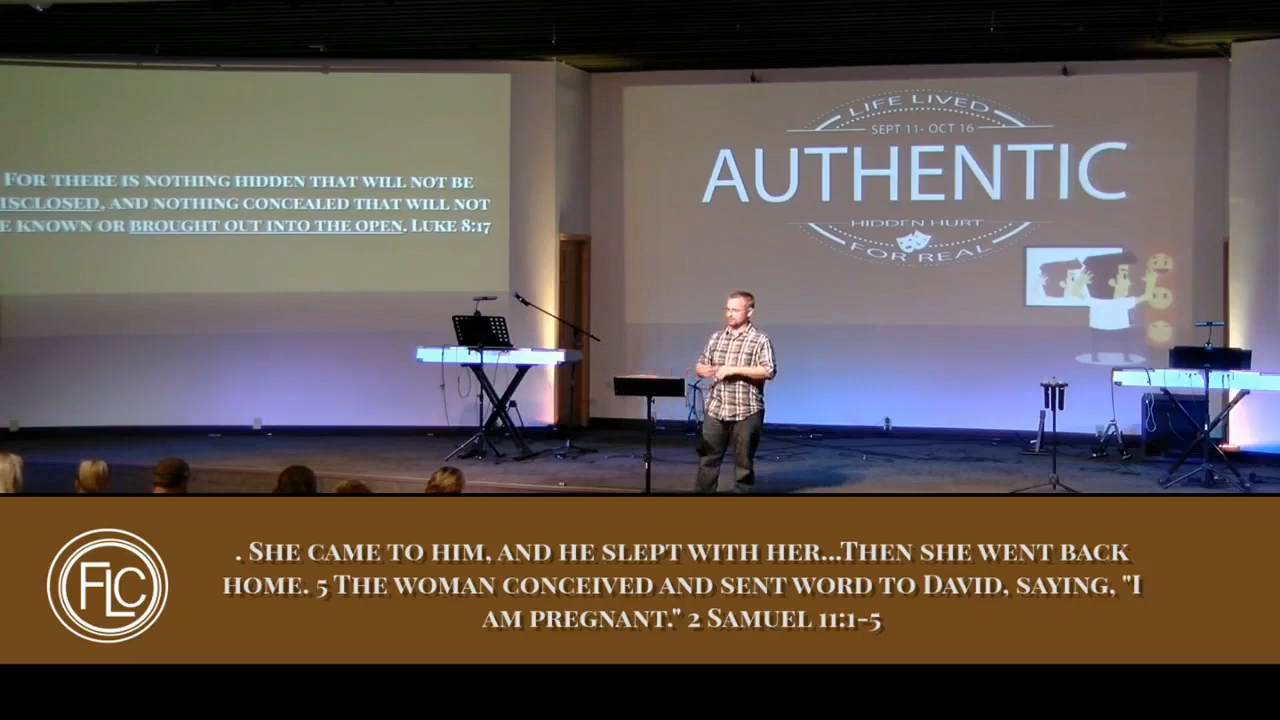 FOR THERE IS NOTHING HIDDEN THAT WILL NOT BE
ISCLOSED, AND NOTHING CONCEALED THAT WILL NOT
E KNOWN OR BROUGHT OUT INTO THE OPEN. LUKE 8:17
LIFE LIVED
SEPT 11- OCT 16
AUTHENTIC
HIDDEN HURT
FOR REAL
FLC
. SHE CAME TO HIM, AND HE SLEPT WITH HER...THEN SHE WENT BACK
HOME. 5 THE WOMAN CONCEIVED AND SENT WORD TO DAVID, SAYING, "I
AM PREGNANT." 2 SAMUEL 11:1-5